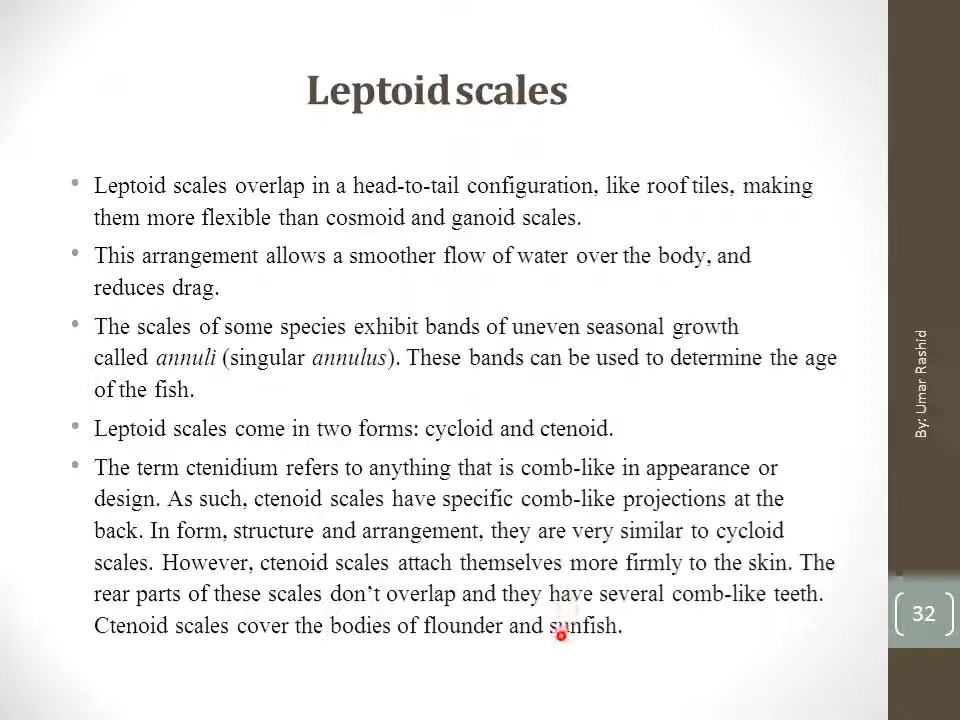 Leptoid scales
• Leptoid scales overlap in a head-to-tail configuration, like roof tiles, making
them more flexible than cosmoid and ganoid scales.
• This arrangement allows a smoother flow of water over the body, and
reduces drag.
• The scales of some species exhibit bands of uneven seasonal growth
called annuli (singular annulus). These bands can be used to determine the age
of the fish.
• Leptoid scales come in two forms: cycloid and ctenoid.
• The term ctenidium refers to anything that is comb-like in appearance or
design. As such, ctenoid scales have specific comb-like projections at the
back. In form, structure and arrangement, they are very similar to cycloid
scales. However, ctenoid scales attach themselves more firmly to the skin. The
rear parts of these scales don’t overlap and they have several comb-like teeth.
Ctenoid scales cover the bodies of flounder and sunfish.
By: Umar Rashid
32